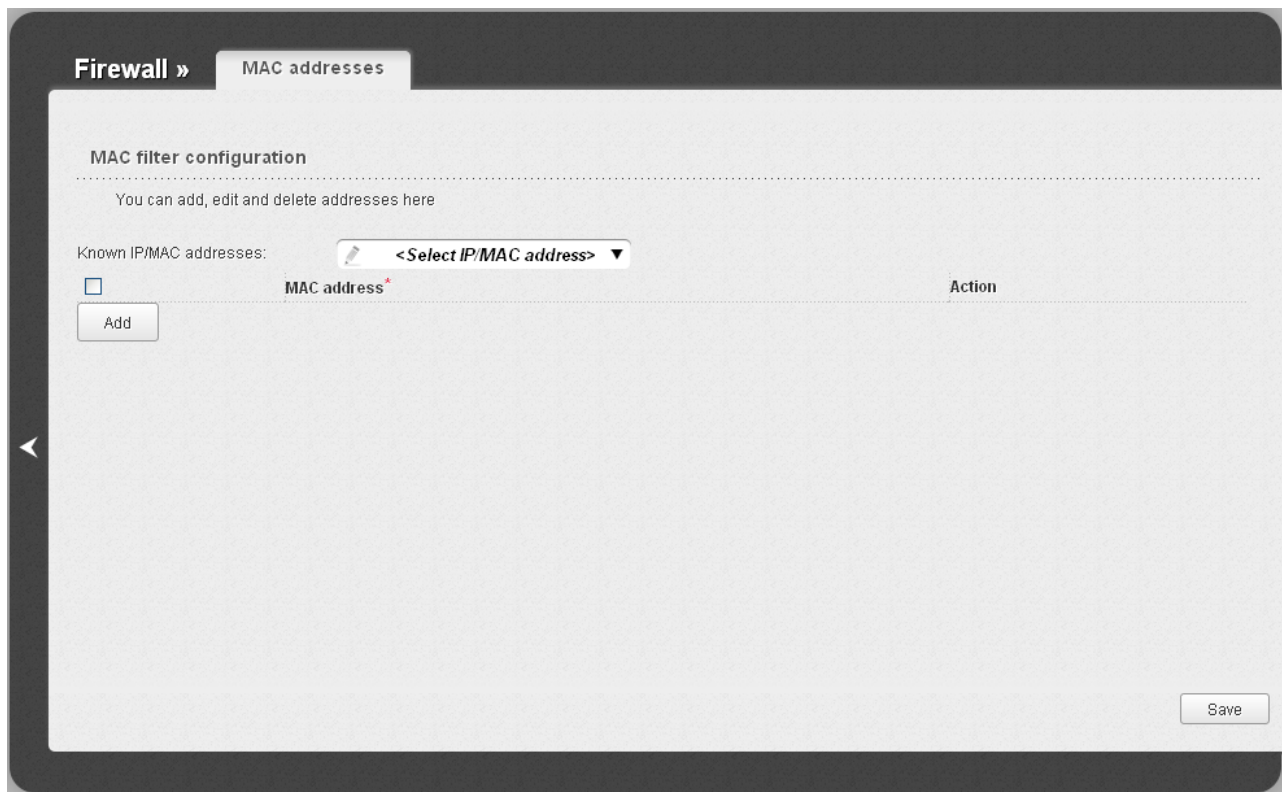 Firewall » MAC addresses
MAC filter configuration
You can add, edit and delete addresses here
Known IP/MAC addresses: <Select IP/MAC address> ▼
MAC address* Action
Add
Save